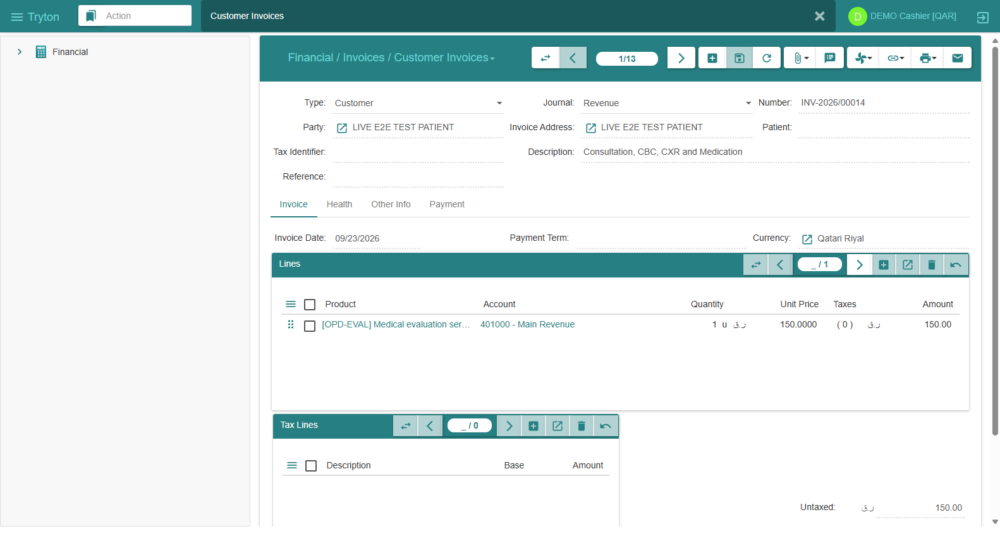 Tryton
Action
Customer Invoices
D
DEMO Cashier [QAR]
Financial
Financial / Invoices / Customer Invoices
1/13
Type: Customer
Journal: Revenue
Number: INV-2026/00014
Party: LIVE E2E TEST PATIENT
Invoice Address: LIVE E2E TEST PATIENT
Patient:
Tax Identifier:
Description: Consultation, CBC, CXR and Medication
Reference:
Invoice Health Other Info Payment
Invoice Date: 09/23/2026
Payment Term:
Currency: Qatari Riyal
Lines
_ / 1
Product Account Quantity Unit Price Taxes Amount
[OPD-EVAL] Medical evaluation ser... 401000 - Main Revenue 1 u ر.ق 150.0000 ( 0 ) ر.ق 150.00
Tax Lines
_ / 0
Description Base Amount
Untaxed: ر.ق 150.00